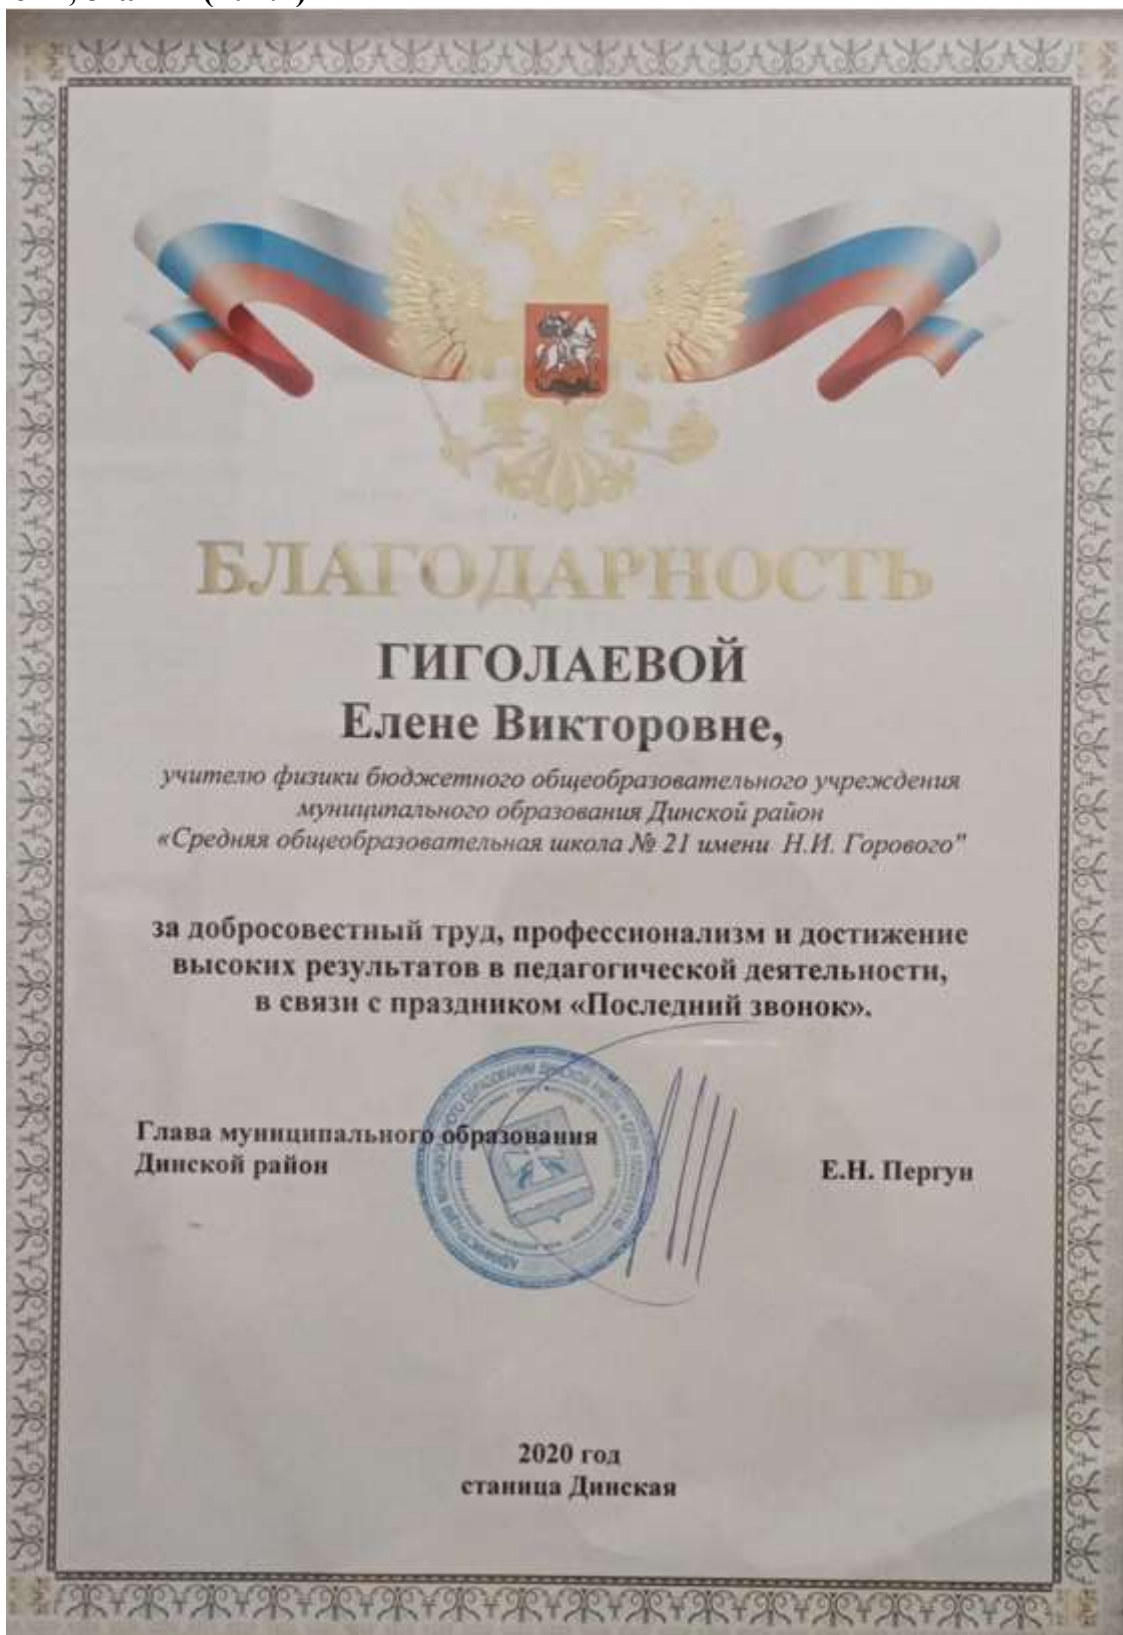 БЛАГОДАРНОСТЬ
ГИГОЛАЕВОЙ
Елене Викторовне,
учителю физики бюджетного общеобразовательного учреждения
муниципального образования Динской район
«Средняя общеобразовательная школа № 21 имени Н.И. Горового"
за добросовестный труд, профессионализм и достижение
высоких результатов в педагогической деятельности,
в связи с праздником «Последний звонок».
Глава муниципального образования
Динской район
Е.Н. Пергун
2020 год
станица Динская